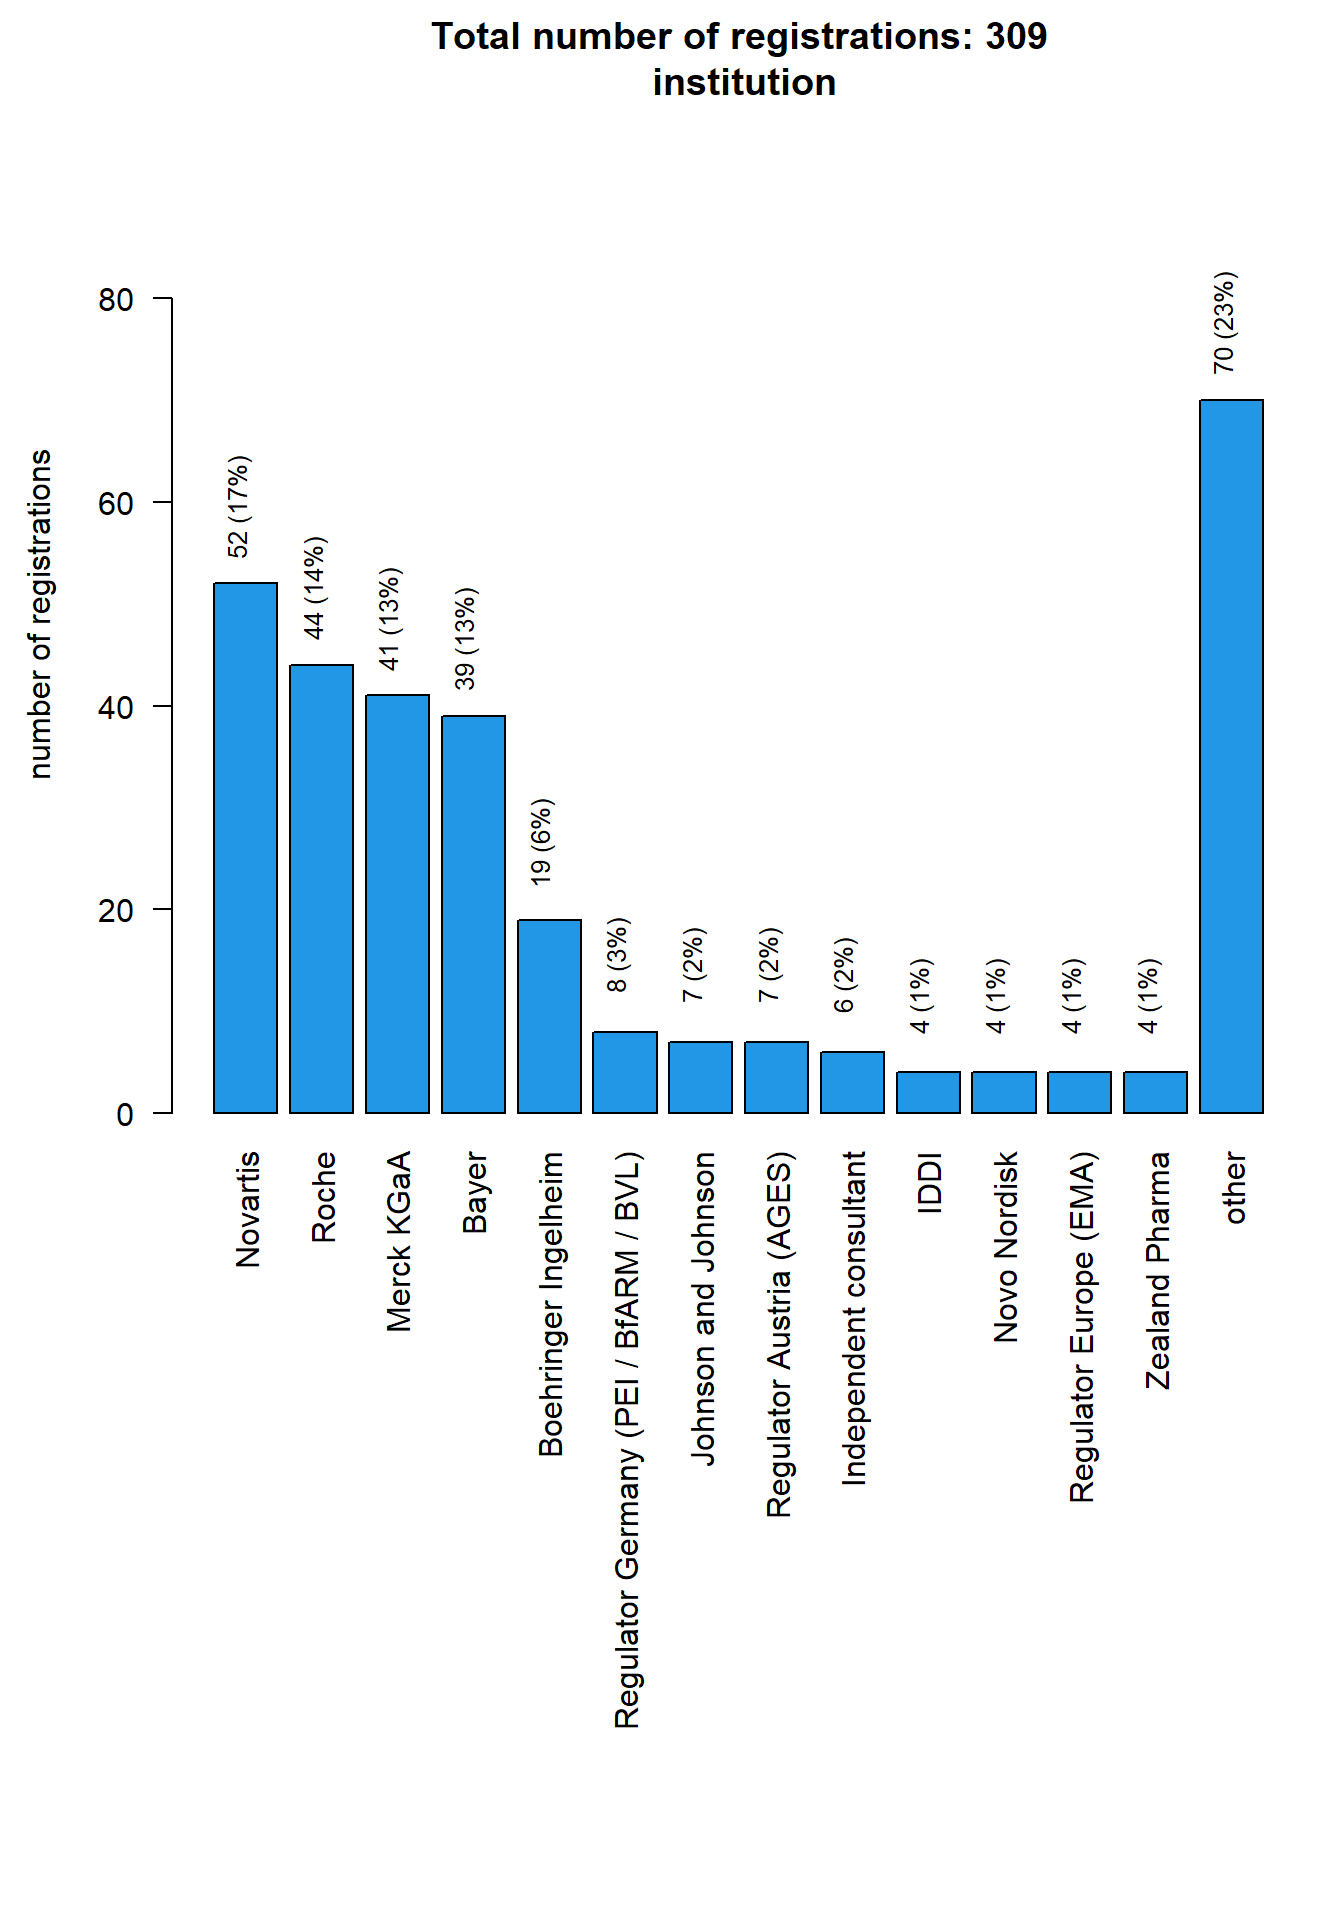 Total number of registrations: 309
institution
number of registrations
80
60
40
20
0
52 (17%)
44 (14%)
41 (13%)
39 (13%)
19 (6%)
8 (3%)
7 (2%)
7 (2%)
6 (2%)
4 (1%)
4 (1%)
4 (1%)
4 (1%)
70 (23%)
Novartis
Roche
Merck KGaA
Bayer
Boehringer Ingelheim
Regulator Germany (PEI / BfARM / BVL)
Johnson and Johnson
Regulator Austria (AGES)
Independent consultant
IDDI
Novo Nordisk
Regulator Europe (EMA)
Zealand Pharma
other